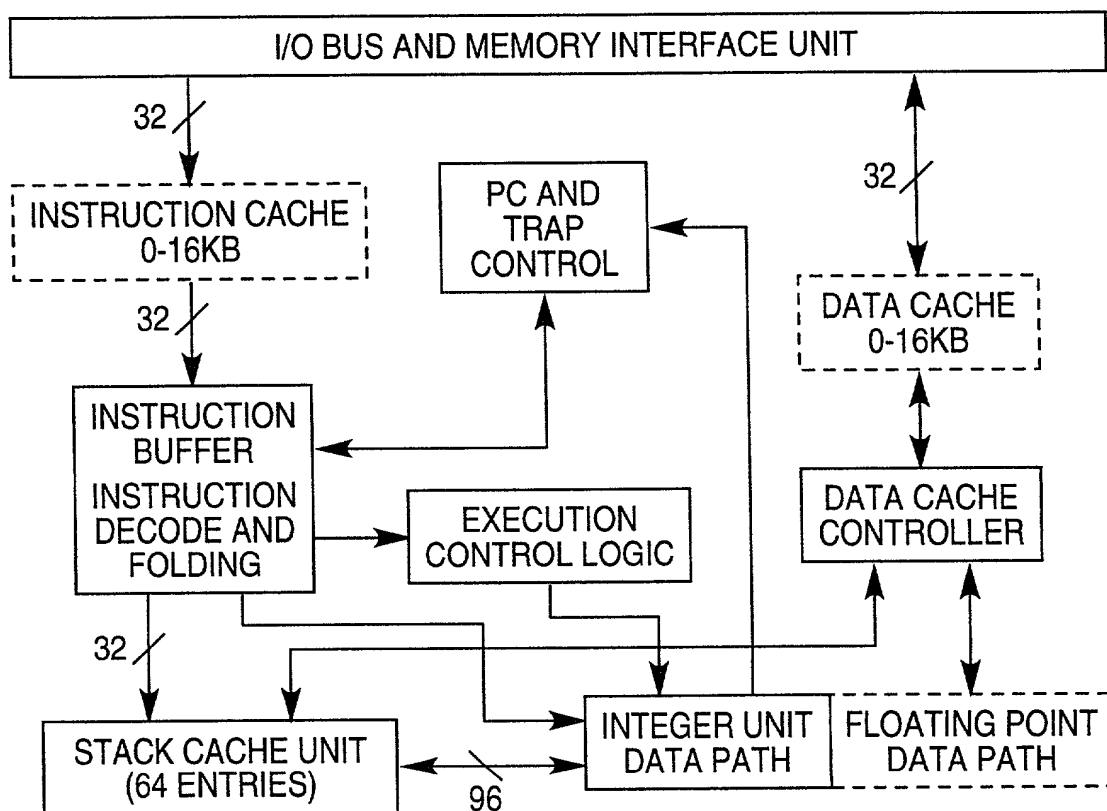 I/O BUS AND MEMORY INTERFACE UNIT
32
INSTRUCTION CACHE
0-16KB
32
PC AND
TRAP
CONTROL
32
DATA CACHE
0-16KB
INSTRUCTION
BUFFER
INSTRUCTION
DECODE AND
FOLDING
EXECUTION
CONTROL LOGIC
DATA CACHE
CONTROLLER
32
STACK CACHE UNIT
(64 ENTRIES)
96
INTEGER UNIT
DATA PATH
FLOATING POINT
DATA PATH